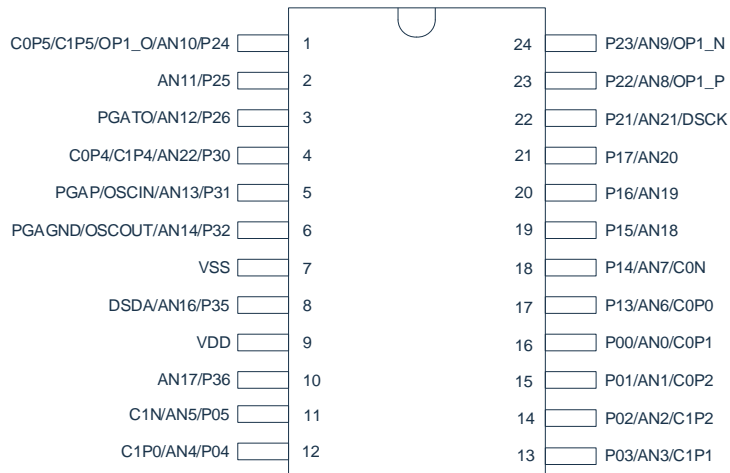 C0P5/C1P5/OP1_O/AN10/P24 1 24 P23/AN9/OP1_N
AN11/P25 2 23 P22/AN8/OP1_P
PGATO/AN12/P26 3 22 P21/AN21/DSCK
C0P4/C1P4/AN22/P30 4 21 P17/AN20
PGAP/OSCIN/AN13/P31 5 20 P16/AN19
PGAGND/OSCOUT/AN14/P32 6 19 P15/AN18
VSS 7 18 P14/AN7/C0N
DSDA/AN16/P35 8 17 P13/AN6/C0P0
VDD 9 16 P00/AN0/C0P1
AN17/P36 10 15 P01/AN1/C0P2
C1N/AN5/P05 11 14 P02/AN2/C1P2
C1P0/AN4/P04 12 13 P03/AN3/C1P1